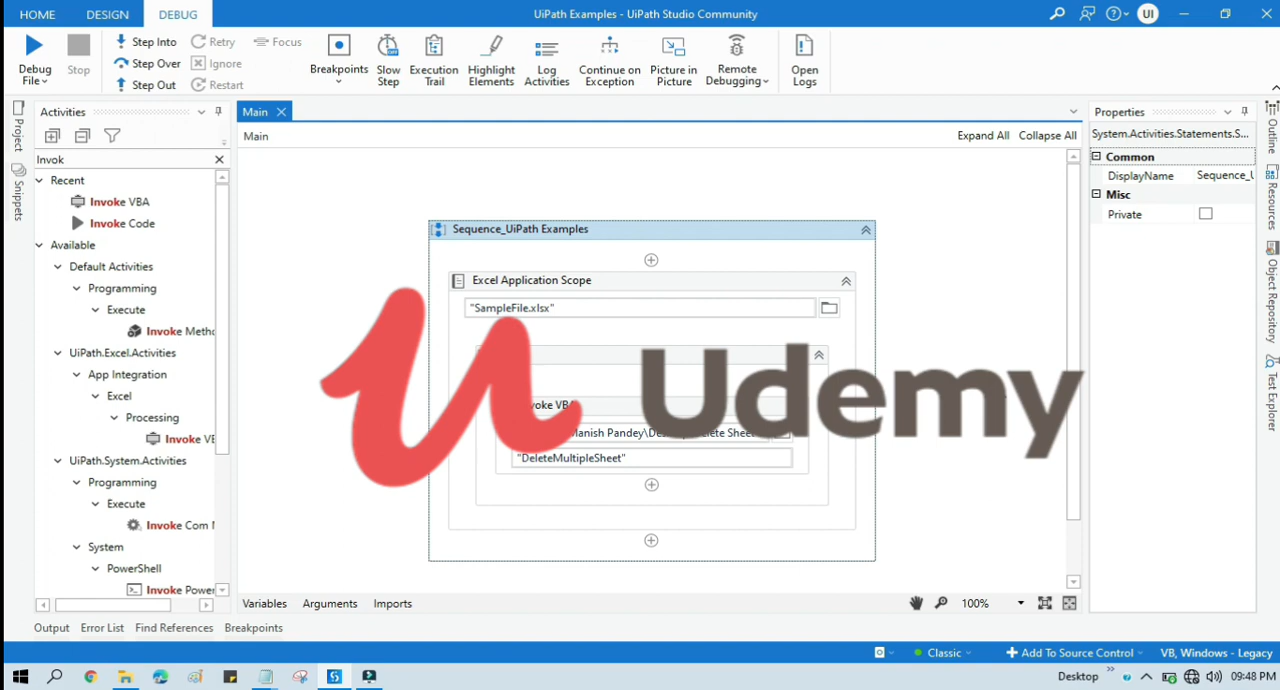 HOME DESIGN DEBUG UiPath Examples - UiPath Studio Community UI
Debug File Stop Step Into Step Over Step Out Retry Ignore Restart Focus Breakpoints Slow Step Execution Trail Highlight Elements Log Activities Continue on Exception Picture in Picture Remote Debugging Open Logs
Project
Snippets
Activities
Invok
Recent
Invoke VBA
Invoke Code
Available
Default Activities
Programming
Execute
Invoke Metho
UiPath.Excel.Activities
App Integration
Excel
Processing
Invoke VB
UiPath.System.Activities
Programming
Execute
Invoke Com M
System
PowerShell
Invoke Power
Main
Main Expand All Collapse All
Sequence_UiPath Examples
Excel Application Scope
"SampleFile.xlsx"
Udemy
"DeleteMultipleSheet"
Variables Arguments Imports 100%
Properties
System.Activities.Statements.S...
Common
DisplayName Sequence_U
Misc
Private
Outline
Resources
Object Repository
Test Explorer
Output Error List Find References Breakpoints
Classic Add To Source Control VB, Windows - Legacy
Desktop 09:48 PM